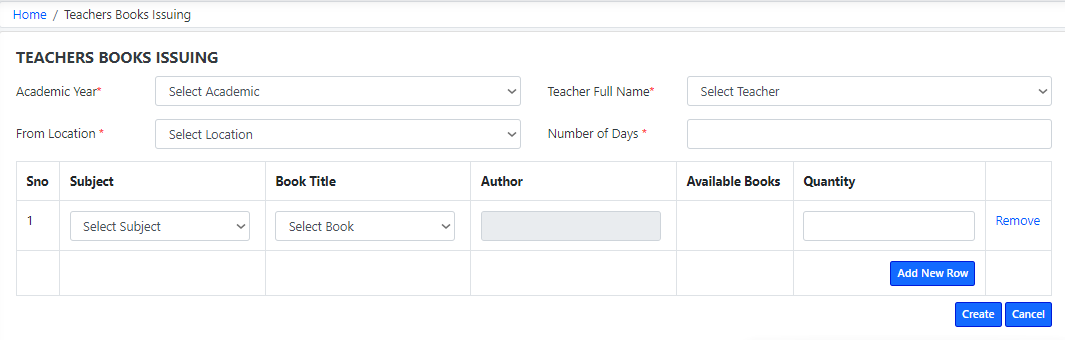 Home / Teachers Books Issuing
TEACHERS BOOKS ISSUING
Academic Year* Select Academic Teacher Full Name* Select Teacher
From Location * Select Location Number of Days *
Sno Subject Book Title Author Available Books Quantity
1 Select Subject Select Book Remove
Add New Row
Create Cancel